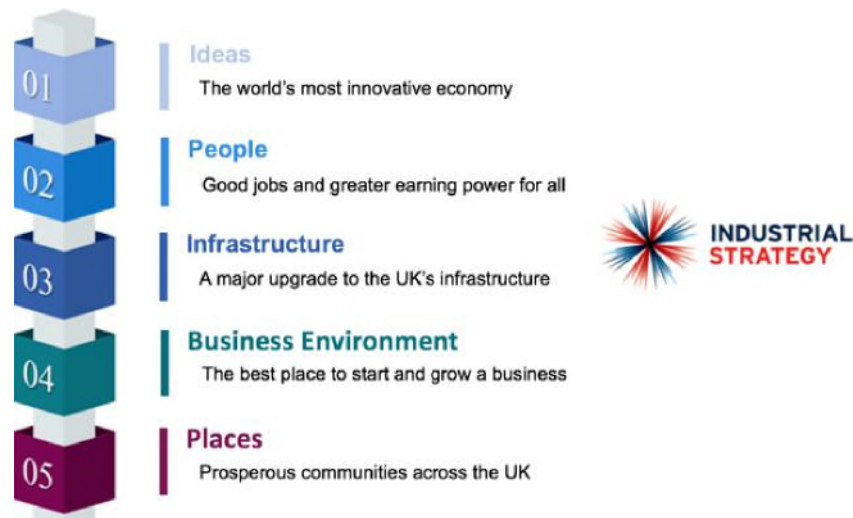 01
Ideas
The world's most innovative economy
02
People
Good jobs and greater earning power for all
03
Infrastructure
A major upgrade to the UK's infrastructure
INDUSTRIAL
STRATEGY
04
Business Environment
The best place to start and grow a business
05
Places
Prosperous communities across the UK